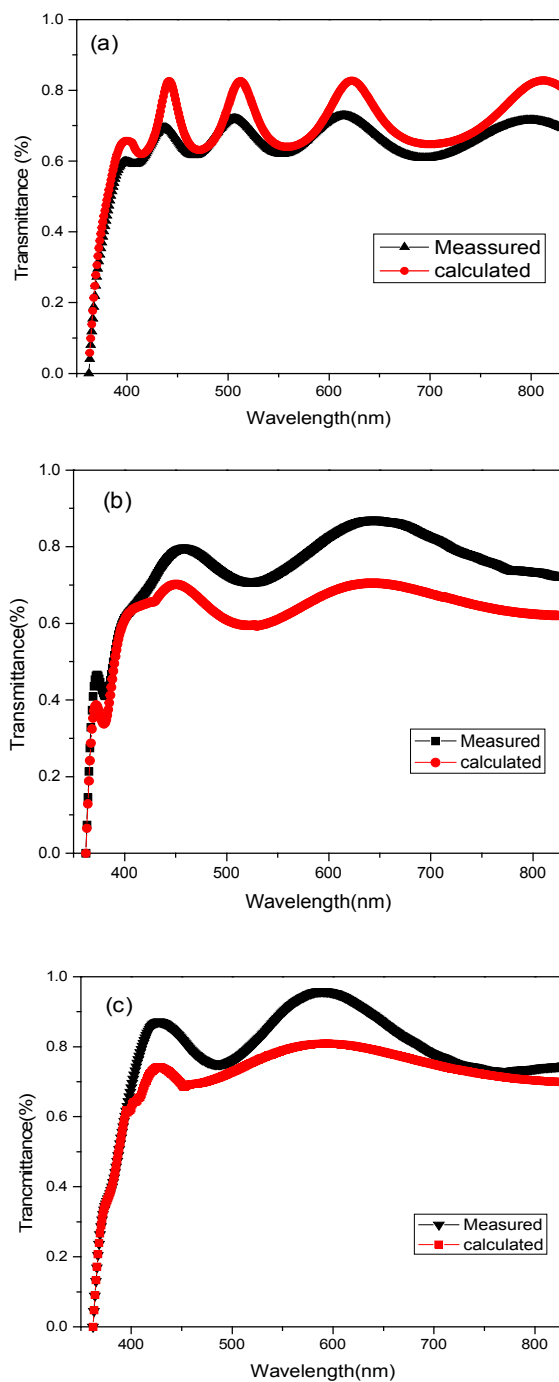 (a)
1.0
0.8
0.6
0.4
0.2
0.0
Transmittance (%)
Meassured
calculated
400 500 600 700 800
Wavelength(nm)
(b)
1.0
0.8
0.6
0.4
0.2
0.0
Transmittance(%)
Measured
calculated
400 500 600 700 800
Wavelength(nm)
(c)
1.0
0.8
0.6
0.4
0.2
0.0
Trancmittance(%)
Measured
calculated
400 500 600 700 800
Wavelength(nm)